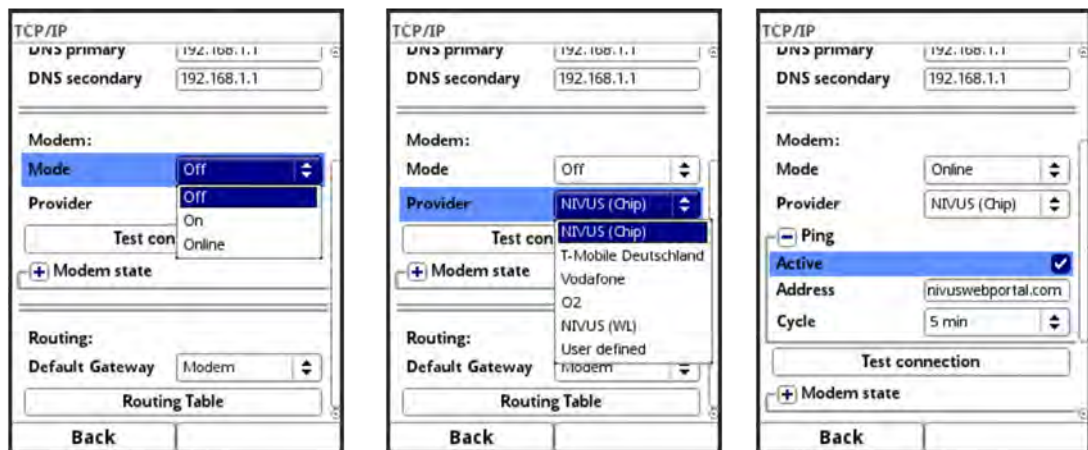 TCP/IP
DNS primary 192.168.1.1
DNS secondary 192.168.1.1
Modem:
Mode Off
Off
Provider
On
Test con
Online
+ Modem state
Routing:
Default Gateway Modem
Routing Table
Back
TCP/IP
DNS primary 192.168.1.1
DNS secondary 192.168.1.1
Modem:
Mode Off
Provider NIVUS (Chip)
NIVUS (Chip)
Test con
T-Mobile Deutschland
+ Modem state
Vodafone
O2
NIVUS (WL)
Routing:
User defined
Default Gateway Modem
Routing Table
Back
TCP/IP
DNS primary 192.168.1.1
DNS secondary 192.168.1.1
Modem:
Mode Online
Provider NIVUS (Chip)
- Ping
Active
Address nivuswebportal.com
Cycle 5 min
Test connection
+ Modem state
Back